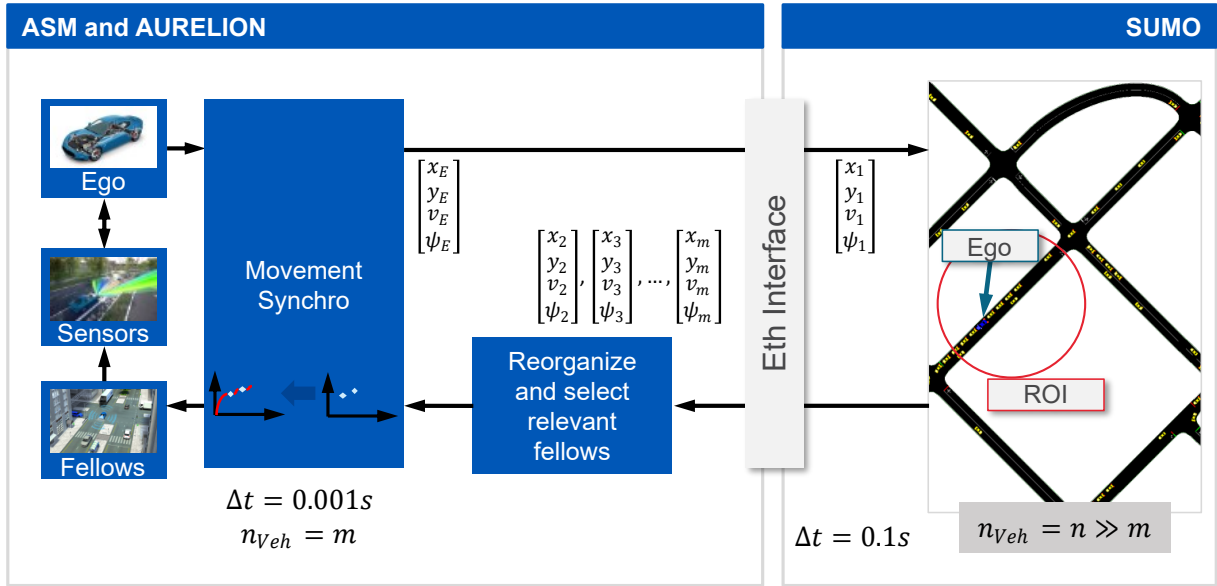 ASM and AURELION
SUMO
Ego
Sensors
Fellows
Movement
Synchro
[x_E
y_E
v_E
ψ_E]
[x_2
y_2
v_2
ψ_2], [x_3
y_3
v_3
ψ_3], ..., [x_m
y_m
v_m
ψ_m]
Reorganize
and select
relevant
fellows
Δt = 0.001s
n_Veh = m
Eth Interface
[x_1
y_1
v_1
ψ_1]
Ego
ROI
Δt = 0.1s
n_Veh = n ≫ m